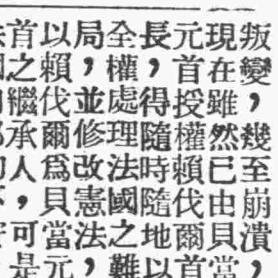 叛變，幾至崩潰，
現在雖然已由貝當
元首授權賴伐爾首
長，得隨時隨地以
全權處理法國之難
局，並修改憲法，
以賴伐爾爲貝當元
首之繼承人，可是